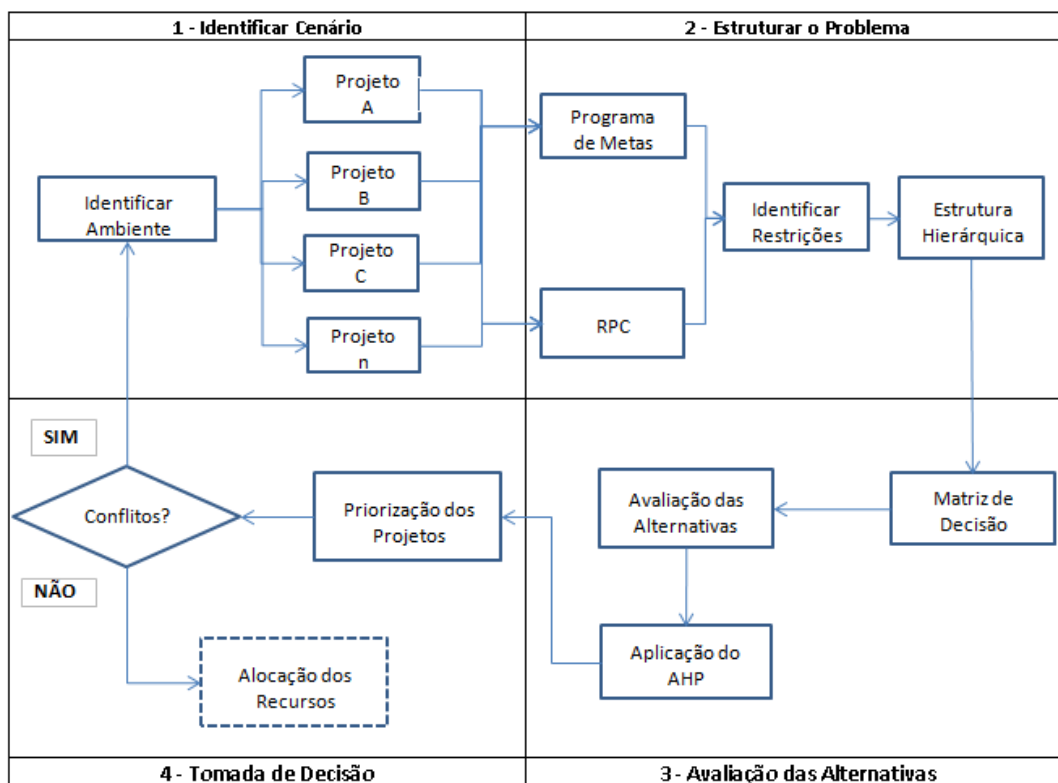 1 - Identificar Cenário
2 - Estruturar o Problema
Projeto
A
Projeto
B
Projeto
C
Projeto
n
Identificar
Ambiente
Programa
de Metas
RPC
Identificar
Restrições
Estrutura
Hierárquica
SIM
Conflitos?
NÃO
Priorização dos
Projetos
Alocação dos
Recursos
Avaliação das
Alternativas
Matriz de
Decisão
Aplicação do
AHP
4 - Tomada de Decisão
3 - Avaliação das Alternativas